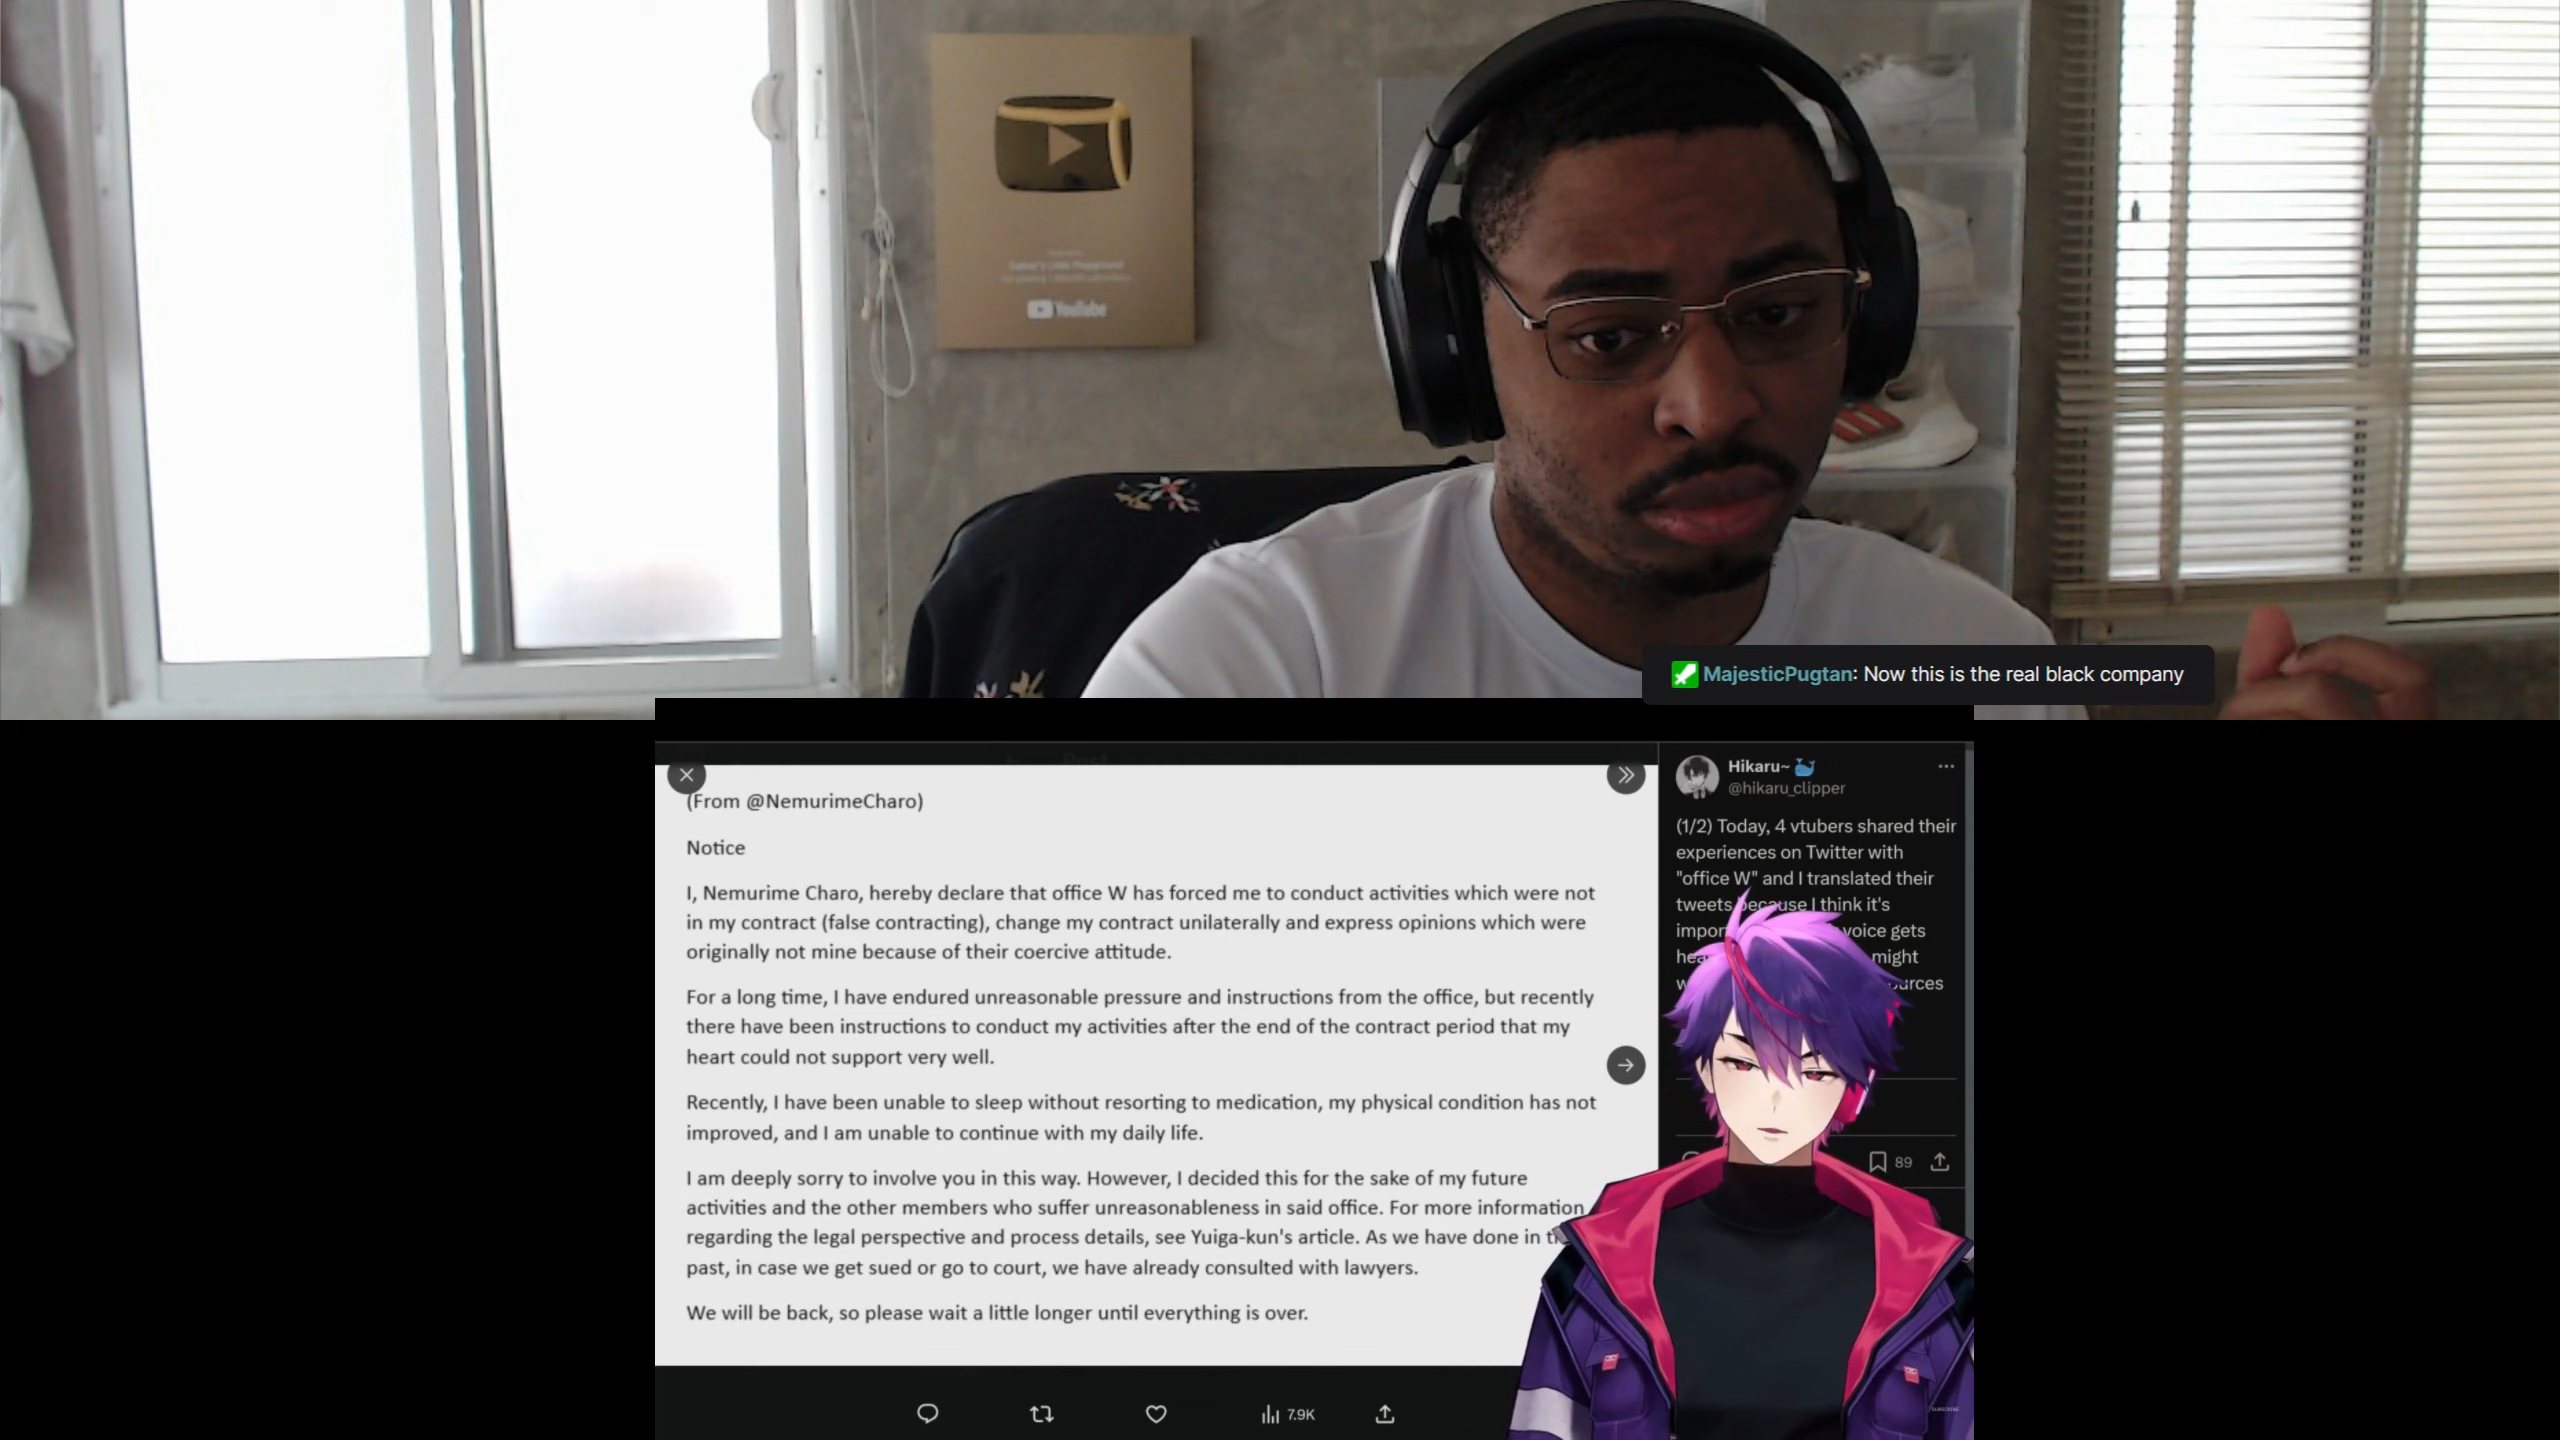 YouTube
MajesticPugtan: Now this is the real black company
(From @NemurimeCharo)
Notice
I, Nemurime Charo, hereby declare that office W has forced me to conduct activities which were not
in my contract (false contracting), change my contract unilaterally and express opinions which were
originally not mine because of their coercive attitude.
For a long time, I have endured unreasonable pressure and instructions from the office, but recently
there have been instructions to conduct my activities after the end of the contract period that my
heart could not support very well.
Recently, I have been unable to sleep without resorting to medication, my physical condition has not
improved, and I am unable to continue with my daily life.
I am deeply sorry to involve you in this way. However, I decided this for the sake of my future
activities and the other members who suffer unreasonableness in said office. For more information
regarding the legal perspective and process details, see Yuiga-kun's article. As we have done in
past, in case we get sued or go to court, we have already consulted with lawyers.
We will be back, so please wait a little longer until everything is over.
7.9K
Hikaru~
@hikaru_clipper
(1/2) Today, 4 vtubers shared their
experiences on Twitter with
"office W" and I translated their
tweets because I think it's
voice gets
might
89
SUBSCRIBE